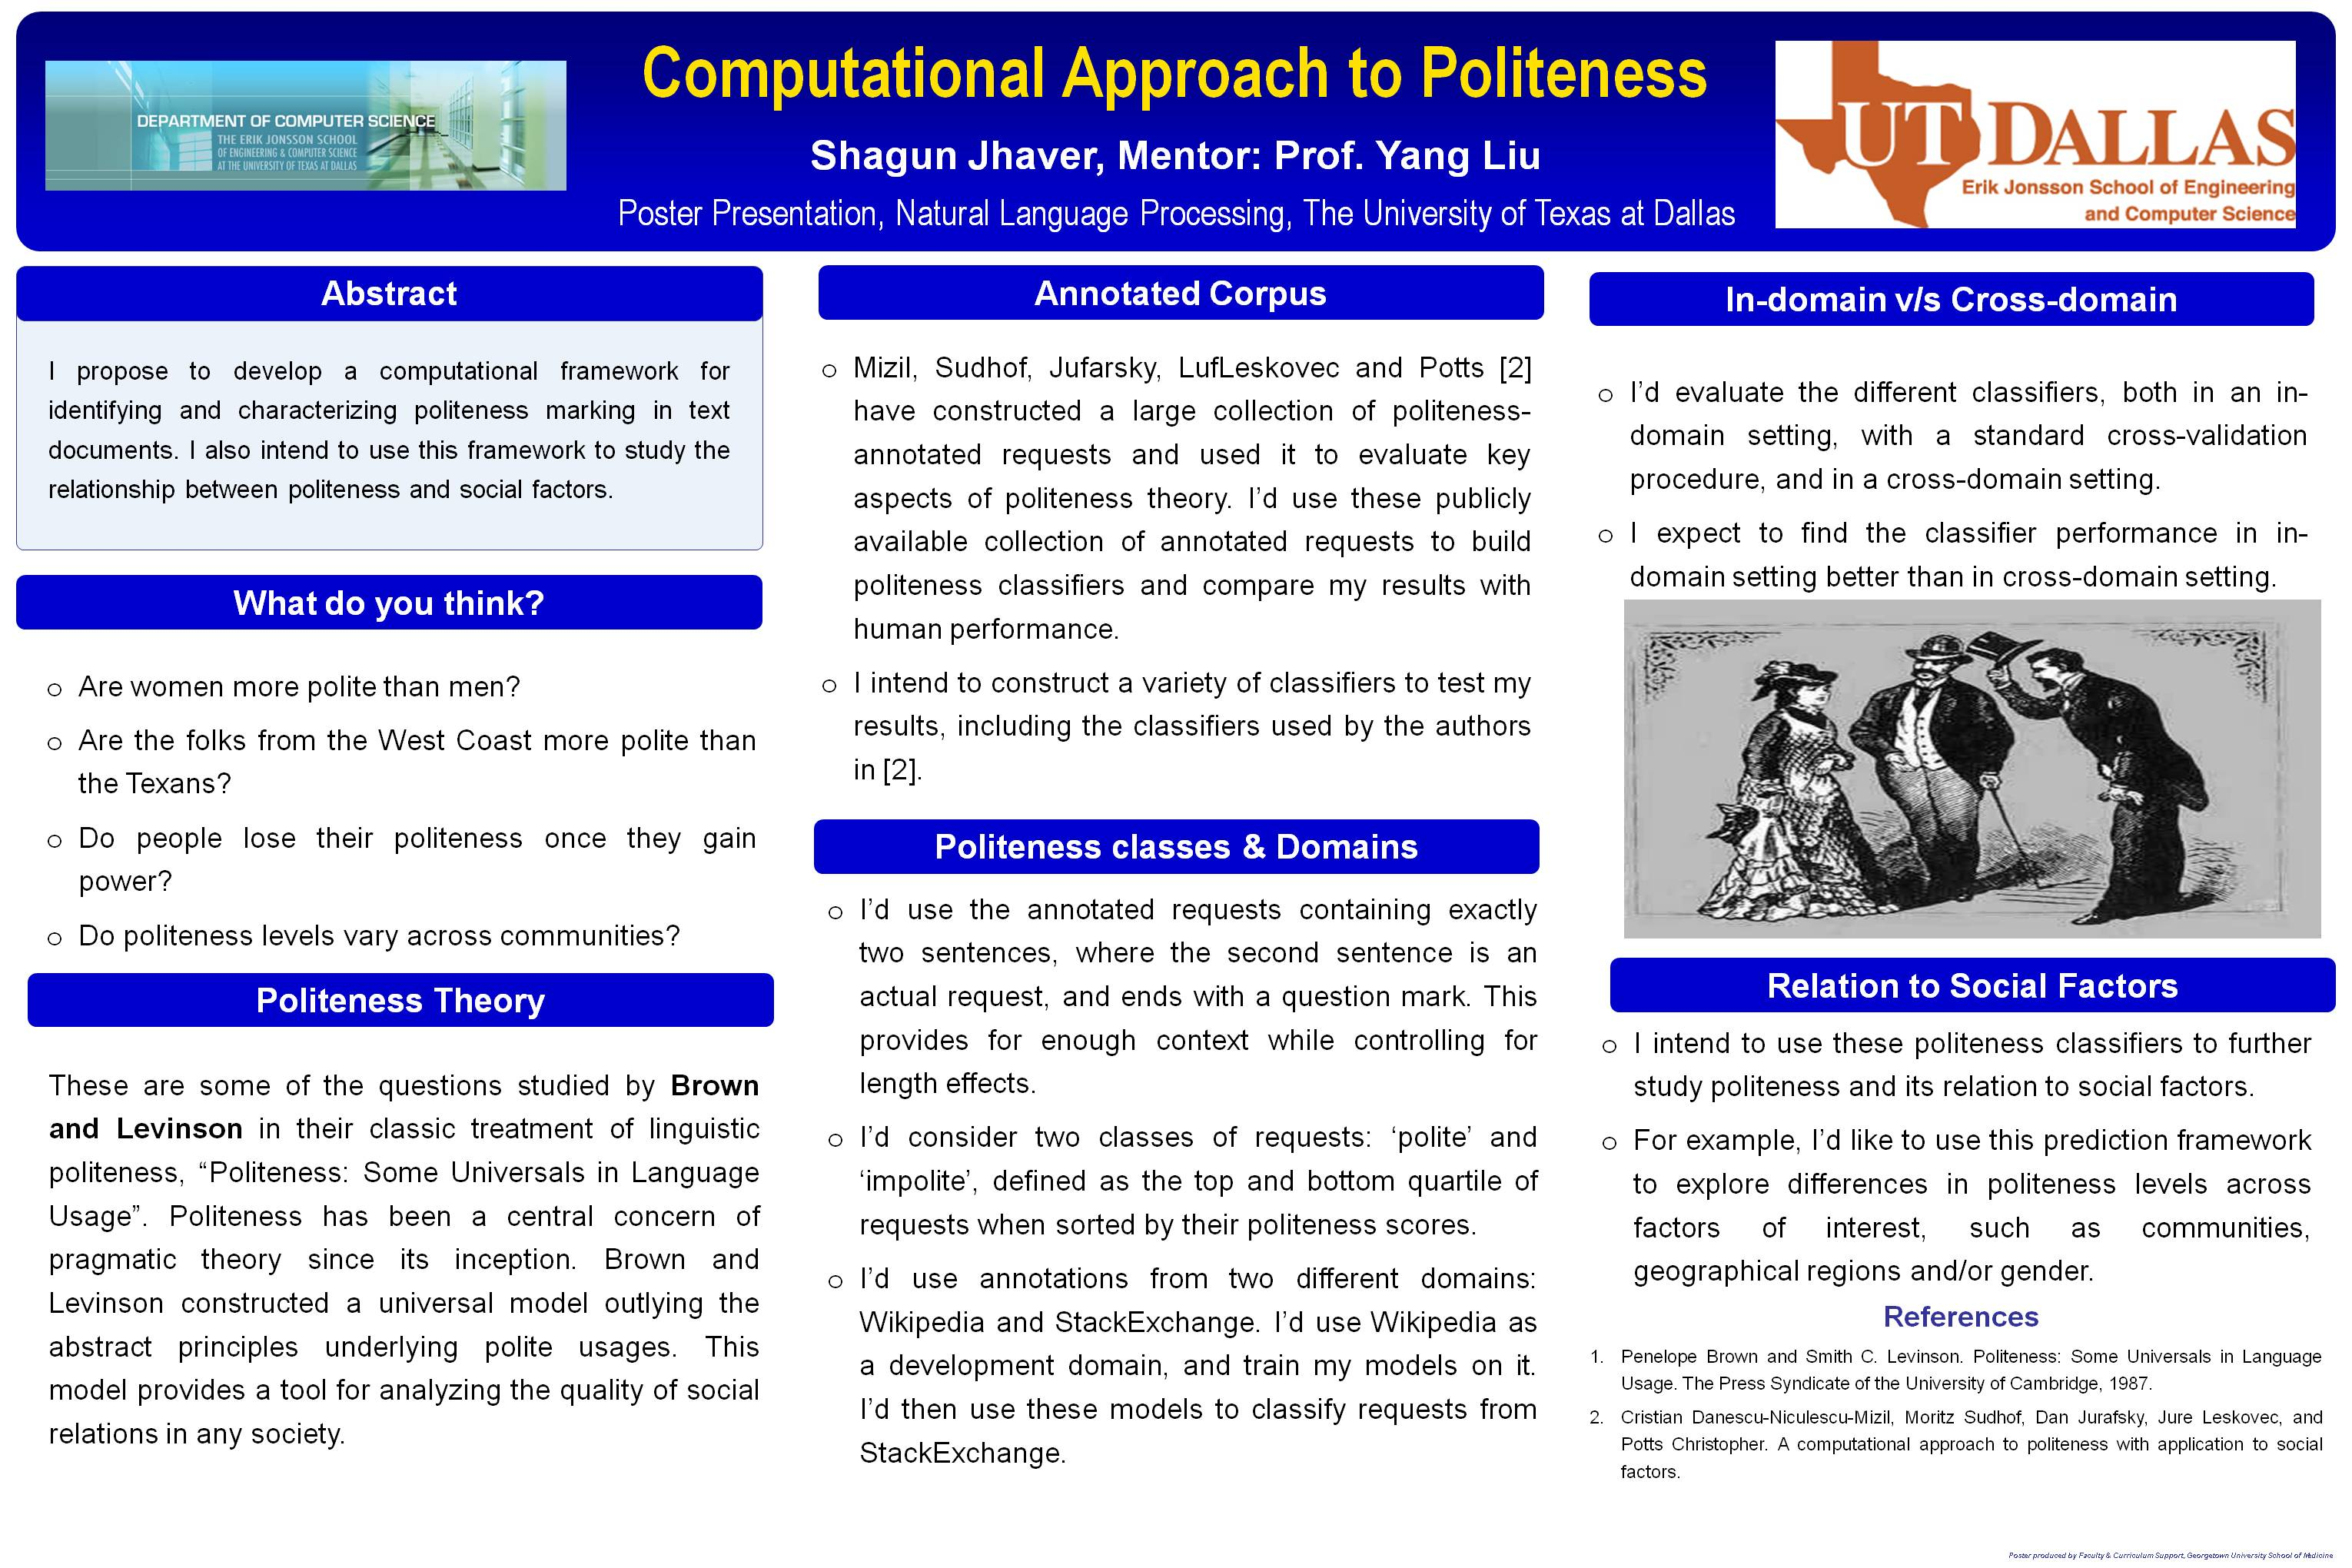 DEPARTMENT OF COMPUTER SCIENCE
THE ERIK JONSSON SCHOOL
OF ENGINEERING & COMPUTER SCIENCE
AT THE UNIVERSITY OF TEXAS AT DALLAS
Computational Approach to Politeness
Shagun Jhaver, Mentor: Prof. Yang Liu
Poster Presentation, Natural Language Processing, The University of Texas at Dallas
UT DALLAS
Erik Jonsson School of Engineering
and Computer Science
Abstract
I propose to develop a computational framework for
identifying and characterizing politeness marking in text
documents. I also intend to use this framework to study the
relationship between politeness and social factors.
What do you think?
o Are women more polite than men?
o Are the folks from the West Coast more polite than
the Texans?
o Do people lose their politeness once they gain
power?
o Do politeness levels vary across communities?
Politeness Theory
These are some of the questions studied by Brown
and Levinson in their classic treatment of linguistic
politeness, “Politeness: Some Universals in Language
Usage”. Politeness has been a central concern of
pragmatic theory since its inception. Brown and
Levinson constructed a universal model outlying the
abstract principles underlying polite usages. This
model provides a tool for analyzing the quality of social
relations in any society.
Annotated Corpus
o Mizil, Sudhof, Jufarsky, LufLeskovec and Potts [2]
have constructed a large collection of politeness-
annotated requests and used it to evaluate key
aspects of politeness theory. I’d use these publicly
available collection of annotated requests to build
politeness classifiers and compare my results with
human performance.
o I intend to construct a variety of classifiers to test my
results, including the classifiers used by the authors
in [2].
Politeness classes & Domains
o I’d use the annotated requests containing exactly
two sentences, where the second sentence is an
actual request, and ends with a question mark. This
provides for enough context while controlling for
length effects.
o I’d consider two classes of requests: ‘polite’ and
‘impolite’, defined as the top and bottom quartile of
requests when sorted by their politeness scores.
o I’d use annotations from two different domains:
Wikipedia and StackExchange. I’d use Wikipedia as
a development domain, and train my models on it.
I’d then use these models to classify requests from
StackExchange.
In-domain v/s Cross-domain
o I’d evaluate the different classifiers, both in an in-
domain setting, with a standard cross-validation
procedure, and in a cross-domain setting.
o I expect to find the classifier performance in in-
domain setting better than in cross-domain setting.
Relation to Social Factors
o I intend to use these politeness classifiers to further
study politeness and its relation to social factors.
o For example, I’d like to use this prediction framework
to explore differences in politeness levels across
factors of interest, such as communities,
geographical regions and/or gender.
References
1. Penelope Brown and Smith C. Levinson. Politeness: Some Universals in Language
Usage. The Press Syndicate of the University of Cambridge, 1987.
2. Cristian Danescu-Niculescu-Mizil, Moritz Sudhof, Dan Jurafsky, Jure Leskovec, and
Potts Christopher. A computational approach to politeness with application to social
factors.
Poster produced by Faculty & Curriculum Support, Georgetown University School of Medicine